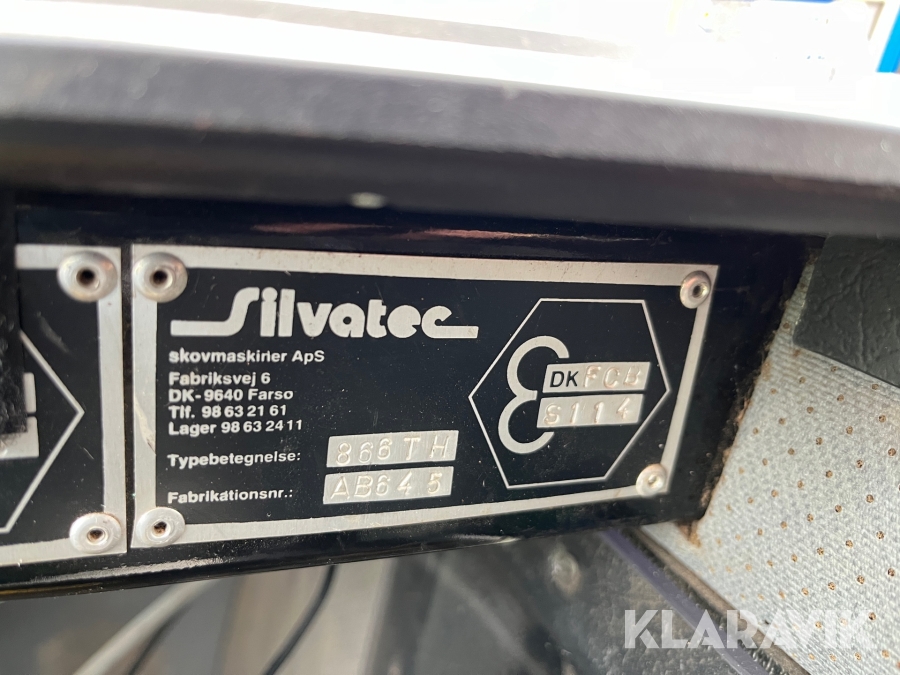 Silvatec
skovmaskiner ApS
Fabriksvej 6
DK-9640 Farsø
Tlf. 98 63 21 61
Lager 98 63 24 11
Typebetegnelse: 866TH
Fabrikationsnr.: AB645
DK FCB
S114
KLARAVIK